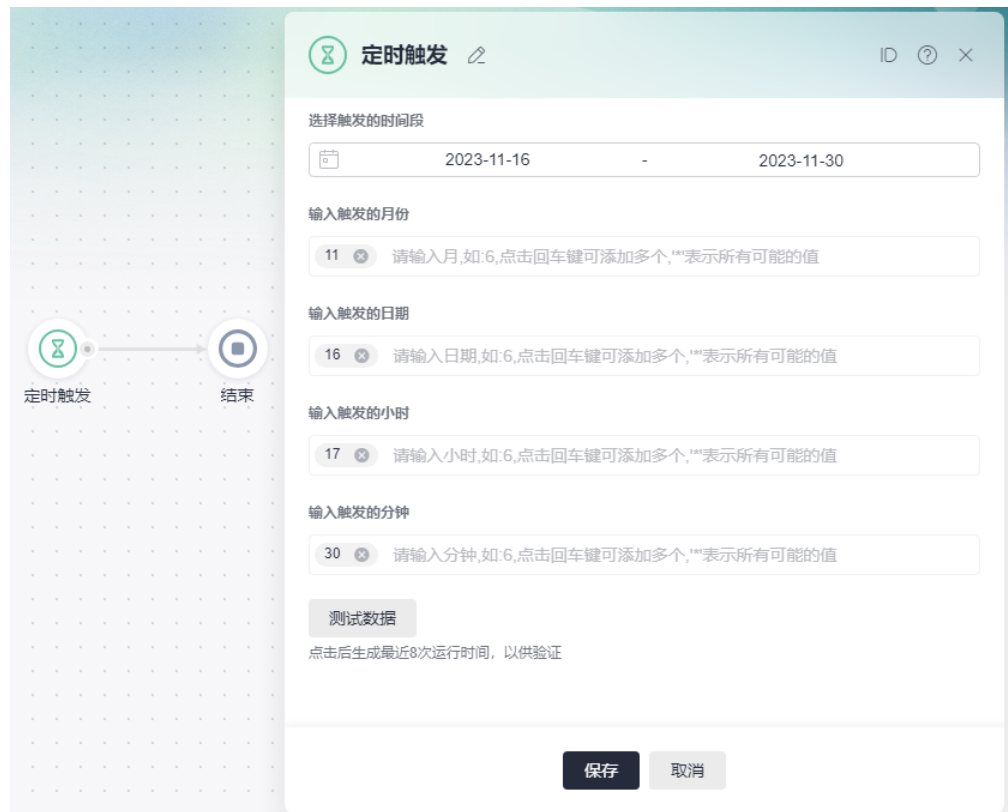 定时触发
ID
选择触发的时间段
2023-11-16 - 2023-11-30
输入触发的月份
11 请输入月,如:6,点击回车键可添加多个,'*'表示所有可能的值
输入触发的日期
16 请输入日期,如:6,点击回车键可添加多个,'*'表示所有可能的值
定时触发
结束
输入触发的小时
17 请输入小时,如:6,点击回车键可添加多个,'*'表示所有可能的值
输入触发的分钟
30 请输入分钟,如:6,点击回车键可添加多个,'*'表示所有可能的值
测试数据
点击后生成最近8次运行时间，以供验证
保存
取消